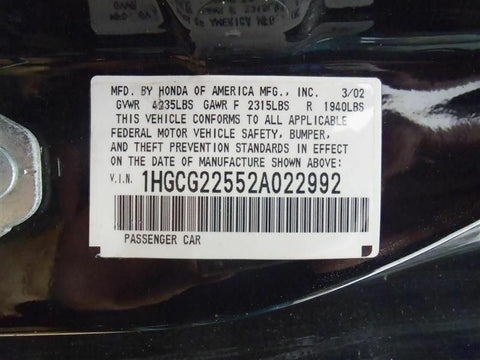 MFD. BY HONDA OF AMERICA MFG., INC. 3/02
GVWR 4235LBS GAWR F 2315LBS R 1940LBS
THIS VEHICLE CONFORMS TO ALL APPLICABLE
FEDERAL MOTOR VEHICLE SAFETY, BUMPER,
AND THEFT PREVENTION STANDARDS IN EFFECT
ON THE DATE OF MANUFACTURE SHOWN ABOVE:
V.I.N. 1HGCG22552A022992
PASSENGER CAR